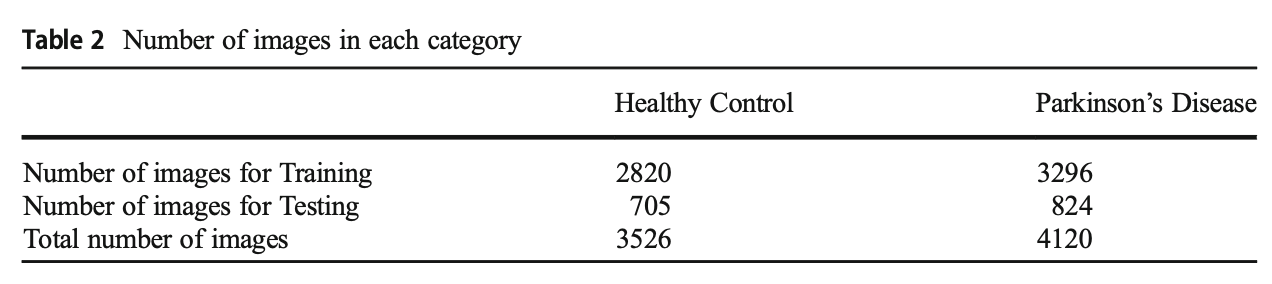 Table 2 Number of images in each category
Healthy Control Parkinson’s Disease
Number of images for Training 2820 3296
Number of images for Testing 705 824
Total number of images 3526 4120